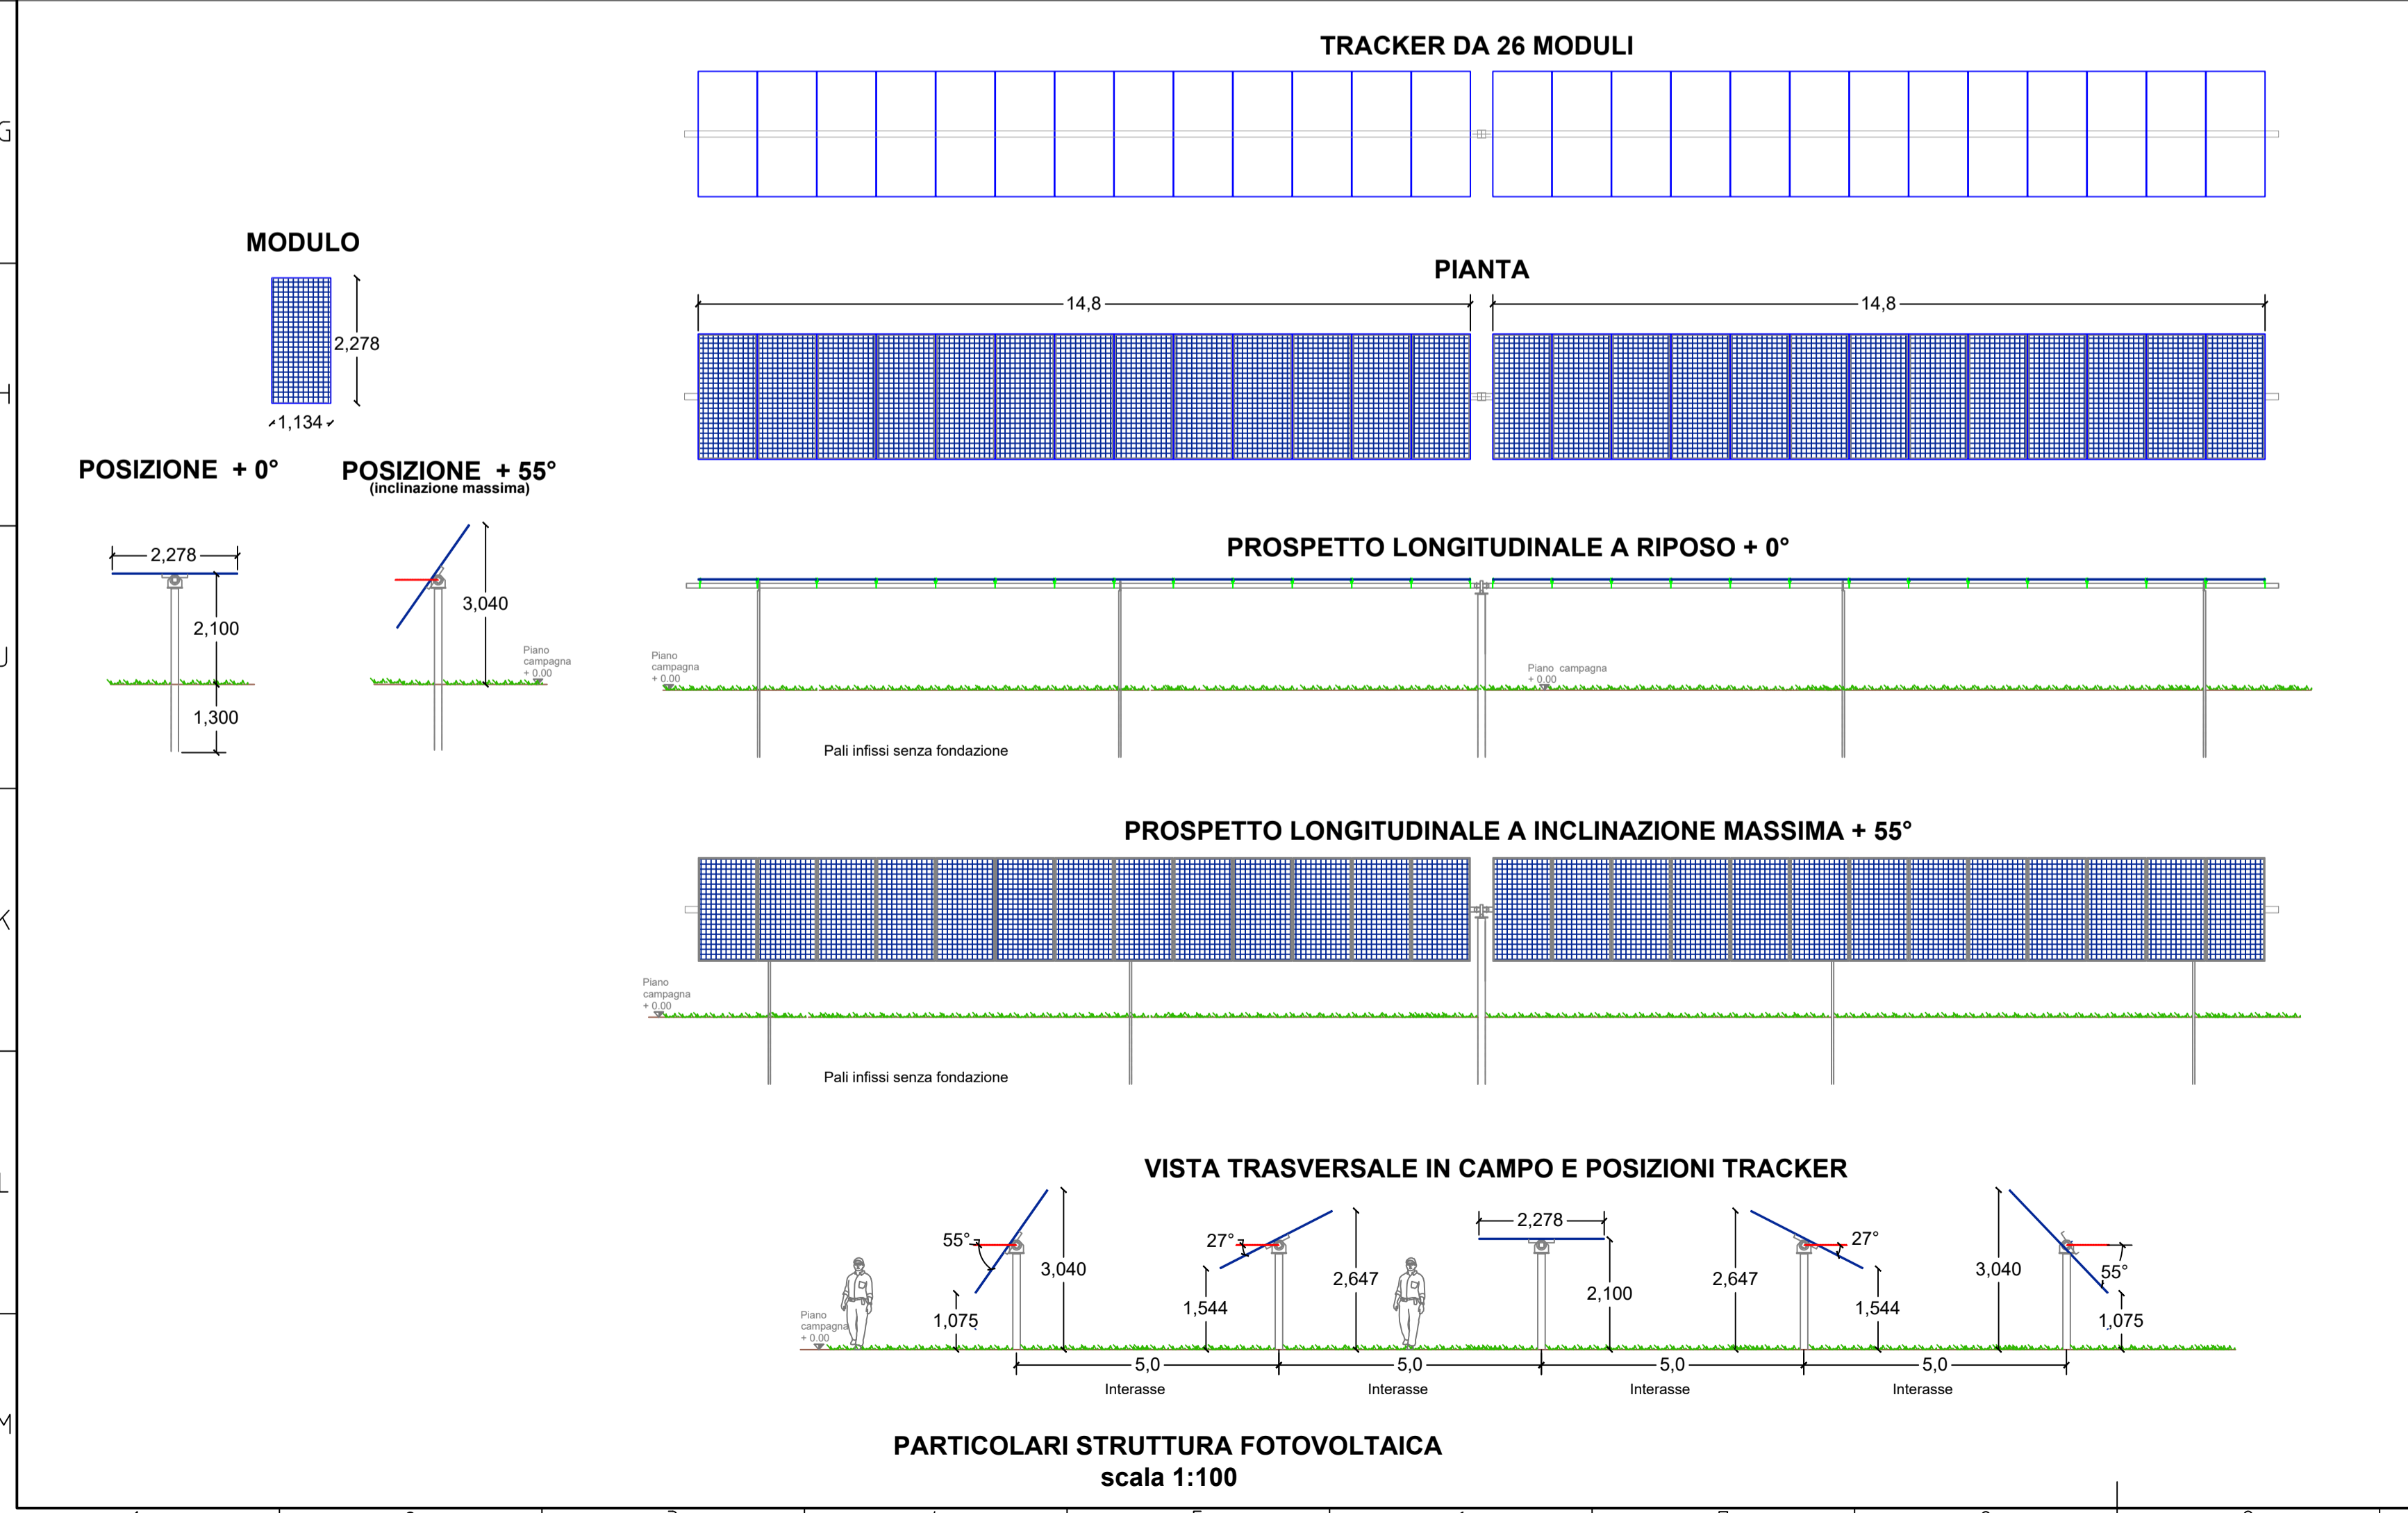 TRACKER DA 26 MODULI
G
MODULO
2,278
1,134
PIANTA
14,8
14,8
H
POSIZIONE + 0°
POSIZIONE + 55°
(inclinazione massima)
2,278
2,100
1,300
3,040
Piano
campagna
+ 0.00
PROSPETTO LONGITUDINALE A RIPOSO + 0°
J
Piano
campagna
+ 0.00
Piano campagna
+ 0.00
Pali infissi senza fondazione
PROSPETTO LONGITUDINALE A INCLINAZIONE MASSIMA + 55°
K
Piano
campagna
+ 0.00
Pali infissi senza fondazione
VISTA TRASVERSALE IN CAMPO E POSIZIONI TRACKER
L
Piano
campagna
+ 0.00
55°
3,040
1,075
27°
2,647
1,544
2,278
2,100
2,647
27°
1,544
3,040
55°
1,075
5,0
5,0
5,0
5,0
Interasse
Interasse
Interasse
Interasse
M
PARTICOLARI STRUTTURA FOTOVOLTAICA
scala 1:100